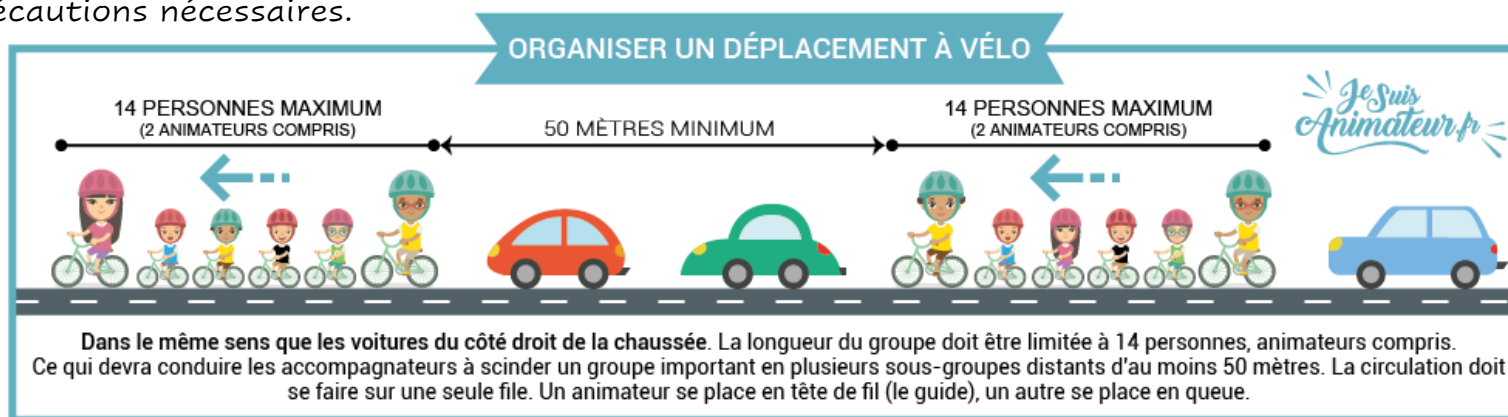 écautions nécessaires.
ORGANISER UN DÉPLACEMENT À VÉLO
14 PERSONNES MAXIMUM
(2 ANIMATEURS COMPRIS)
50 MÈTRES MINIMUM
14 PERSONNES MAXIMUM
(2 ANIMATEURS COMPRIS)
Je Suis
Animateur.fr
Dans le même sens que les voitures du côté droit de la chaussée. La longueur du groupe doit être limitée à 14 personnes, animateurs compris.
Ce qui devra conduire les accompagnateurs à scinder un groupe important en plusieurs sous-groupes distants d'au moins 50 mètres. La circulation doit
se faire sur une seule file. Un animateur se place en tête de fil (le guide), un autre se place en queue.